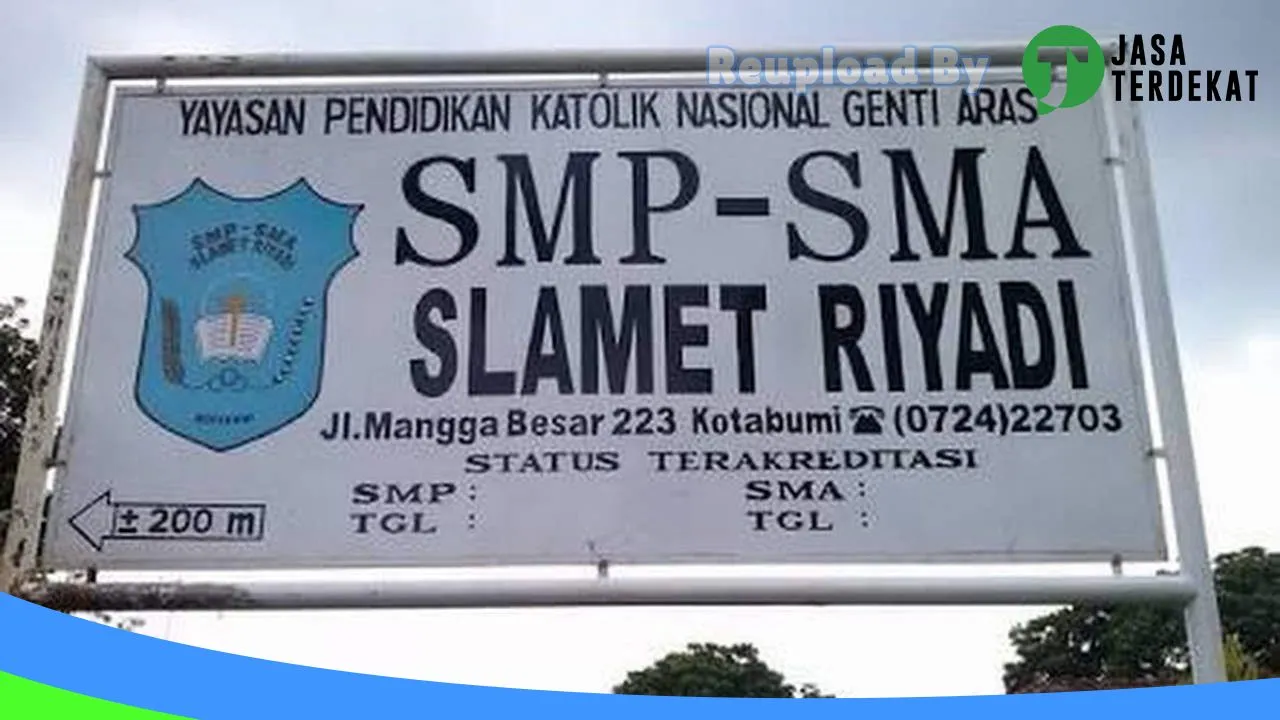 Reupload By
JASA
TERDEKAT
YAYASAN PENDIDIKAN KATOLIK NASIONAL GENTI ARAS
SMP-SMA
SLAMET RIYADI
SMP-SMA
SLAMET RIYADI
Jl.Mangga Besar 223 Kotabumi ☎ (0724)22703
STATUS TERAKREDITASI
SMP : SMA :
TGL : TGL :
± 200 m